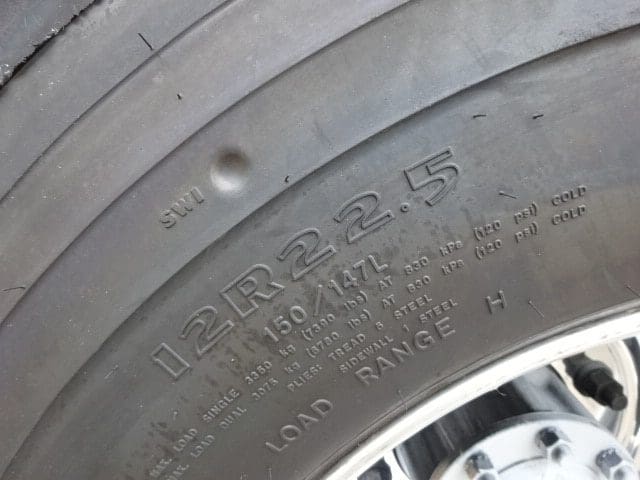 SWI
12R22.5
150/147L
MAX. LOAD SINGLE 3350 kg (7390 lbs) AT 830 kPa (120 psi) COLD
MAX. LOAD DUAL 3075 kg (6780 lbs) AT 830 kPa (120 psi) COLD
PLIES: TREAD 5 STEEL
SIDEWALL 1 STEEL
LOAD RANGE H